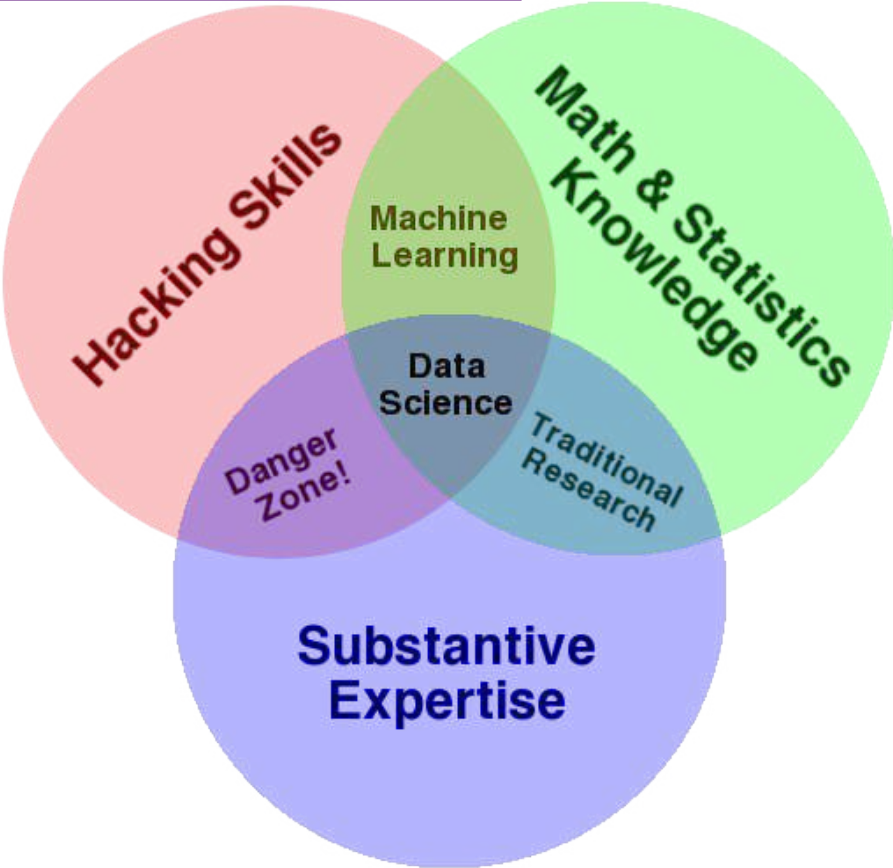 Hacking Skills
Math & Statistics
Knowledge
Machine
Learning
Data
Science
Danger
Zone!
Traditional
Research
Substantive
Expertise